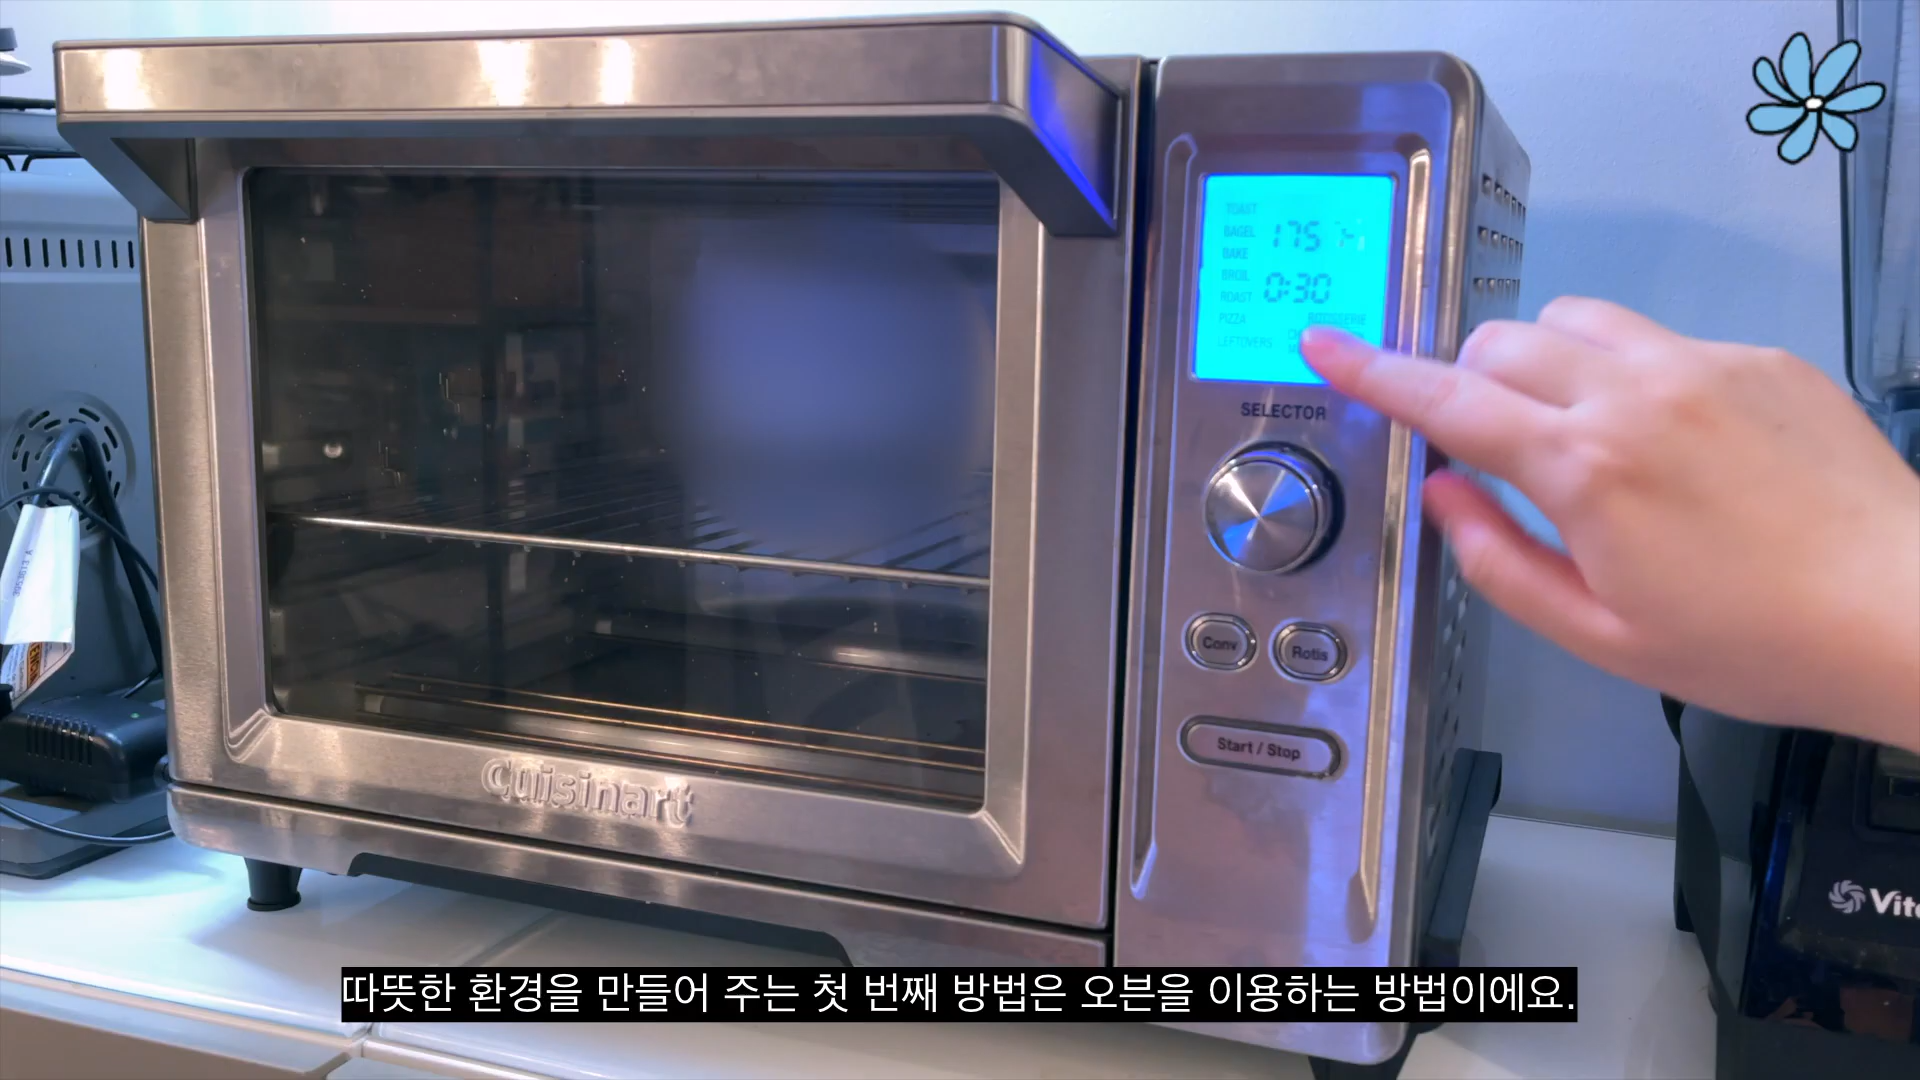 TOAST
BAGEL
BAKE
BROIL
ROAST
PIZZA
LEFTOVERS
175
0:30
ROTISSERIE
SELECTOR
Conv
Rotis
Start / Stop
Cuisinart
따뜻한 환경을 만들어 주는 첫 번째 방법은 오븐을 이용하는 방법이에요.